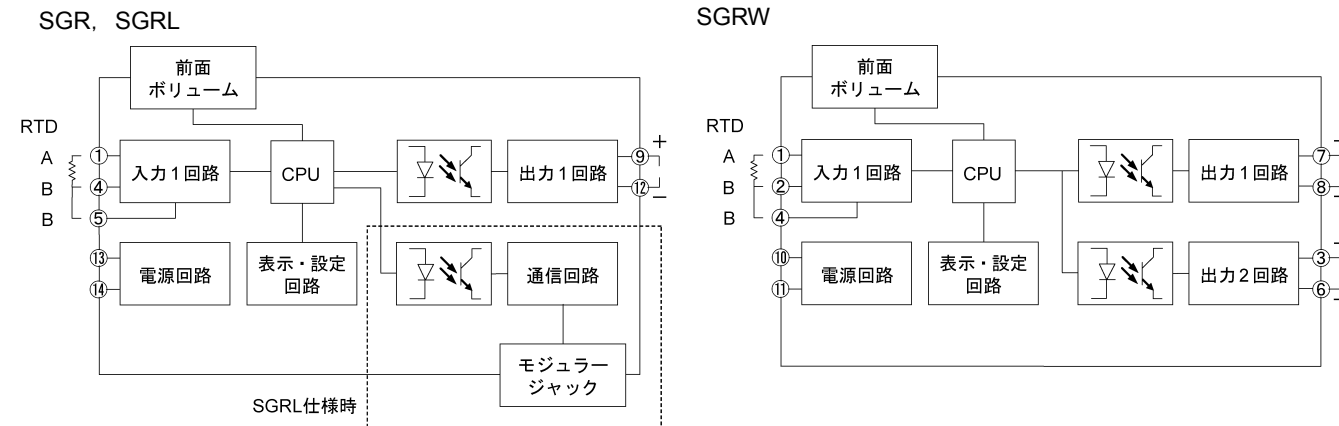 SGR, SGRL
前面
ボリューム
RTD
A
B
B
①
④
⑤
⑬
⑭
入力1回路
CPU
出力1回路
⑨
⑫
+
−
電源回路
表示・設定
回路
通信回路
モジュラー
ジャック
SGRL仕様時
SGRW
前面
ボリューム
RTD
A
B
B
①
②
④
⑩
⑪
入力1回路
CPU
出力1回路
⑦
⑧
電源回路
表示・設定
回路
出力2回路
③
⑥